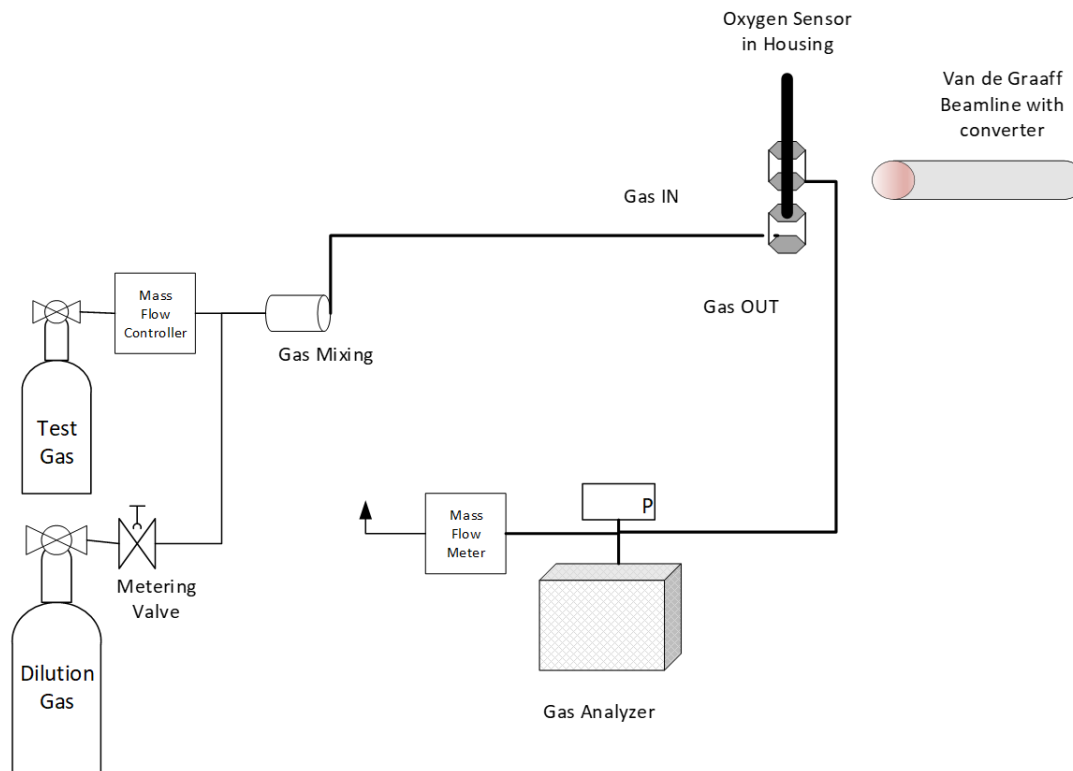 Oxygen Sensor
in Housing
Van de Graaff
Beamline with
converter
Gas IN
Mass
Flow
Controller
Gas OUT
Gas Mixing
Test
Gas
P
Mass
Flow
Meter
Metering
Valve
Dilution
Gas
Gas Analyzer